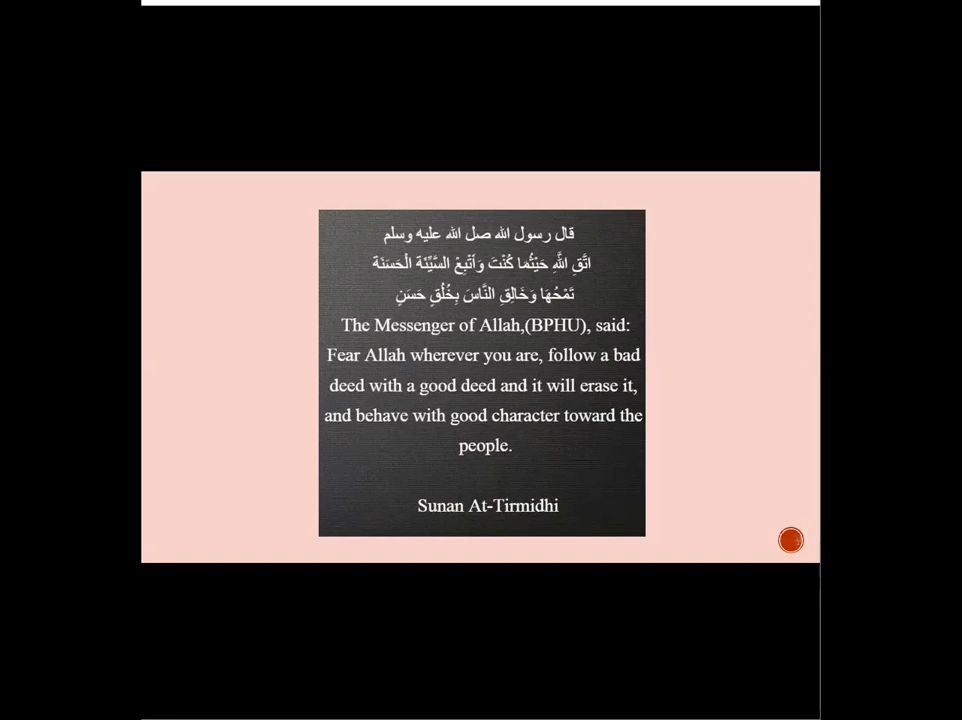 قال رسول الله صل الله عليه وسلم
اتَّقِ اللَّهِ حَيْثُمَا كُنْتَ وَأَتْبِعْ السَّيِّئَة الْحَسَنَة
تَمْحُهَا وَخَالِقِ النَّاسَ بِخُلُقٍ حَسَنٍ
The Messenger of Allah,(BPHU), said:
Fear Allah wherever you are, follow a bad
deed with a good deed and it will erase it,
and behave with good character toward the
people.
Sunan At-Tirmidhi